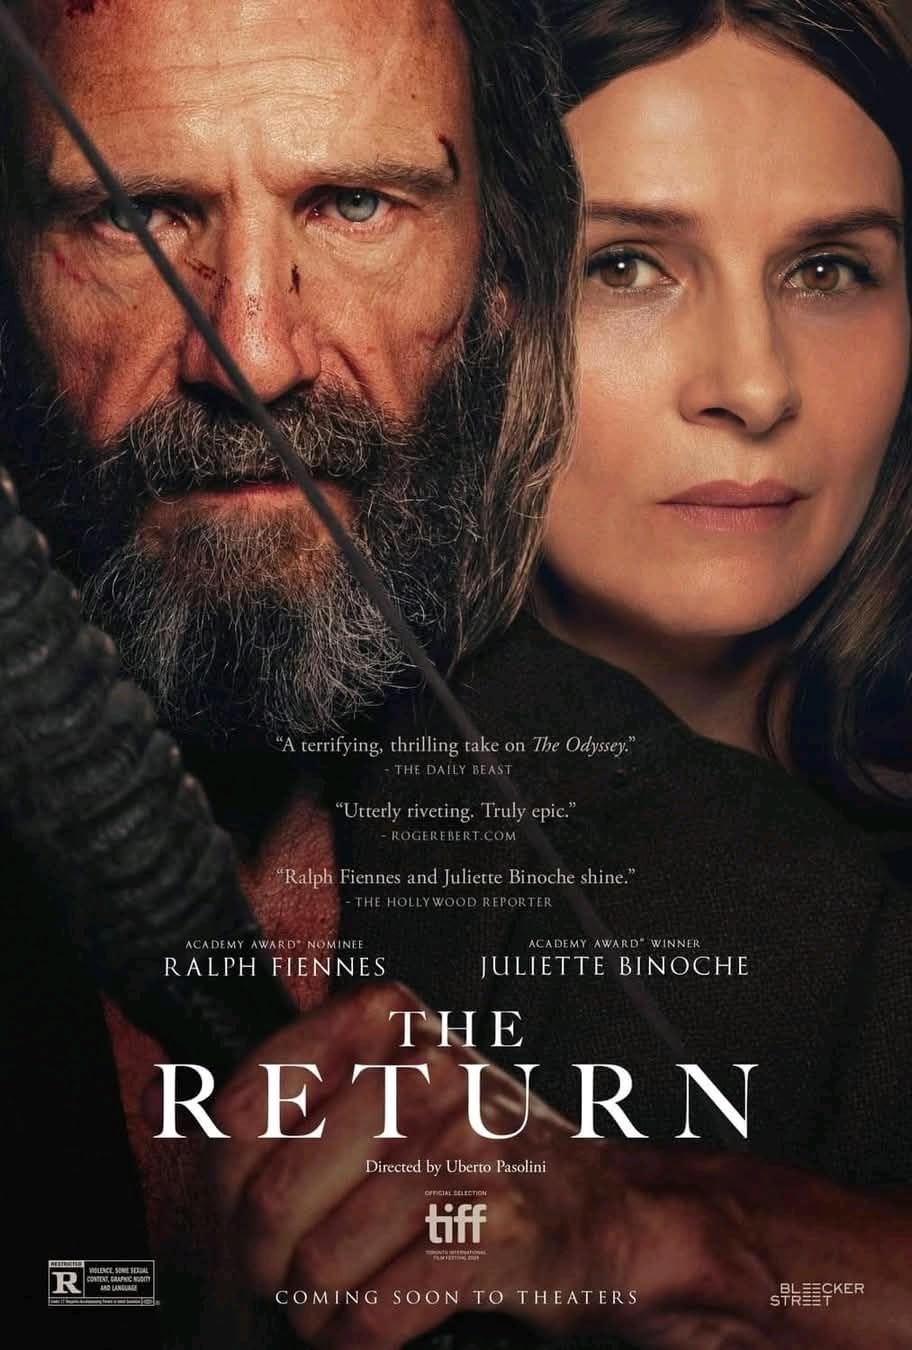 “A terrifying, thrilling take on The Odyssey.”
- THE DAILY BEAST
“Utterly riveting. Truly epic.”
- ROGEREBERT.COM
“Ralph Fiennes and Juliette Binoche shine.”
- THE HOLLYWOOD REPORTER
ACADEMY AWARD® NOMINEE
RALPH FIENNES
ACADEMY AWARD® WINNER
JULIETTE BINOCHE
THE
RETURN
Directed by Uberto Pasolini
OFFICIAL SELECTION
tiff
TORONTO INTERNATIONAL
FILM FESTIVAL 2024
RESTRICTED
R
VIOLENCE, SOME SEXUAL
CONTENT, GRAPHIC NUDITY
AND LANGUAGE
COMING SOON TO THEATERS
BLEECKER
STREET